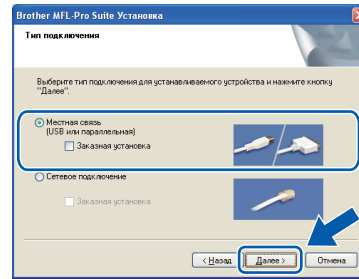 Brother MFL-Pro Suite Установка
Тип подключения
Выберите тип подключения для устанавливаемого устройства и нажмите кнопку
"Далее".
Местная связь
(USB или параллельная)
Заказная установка
Сетевое подключение
Заказная установка
< Назад Далее > Отмена